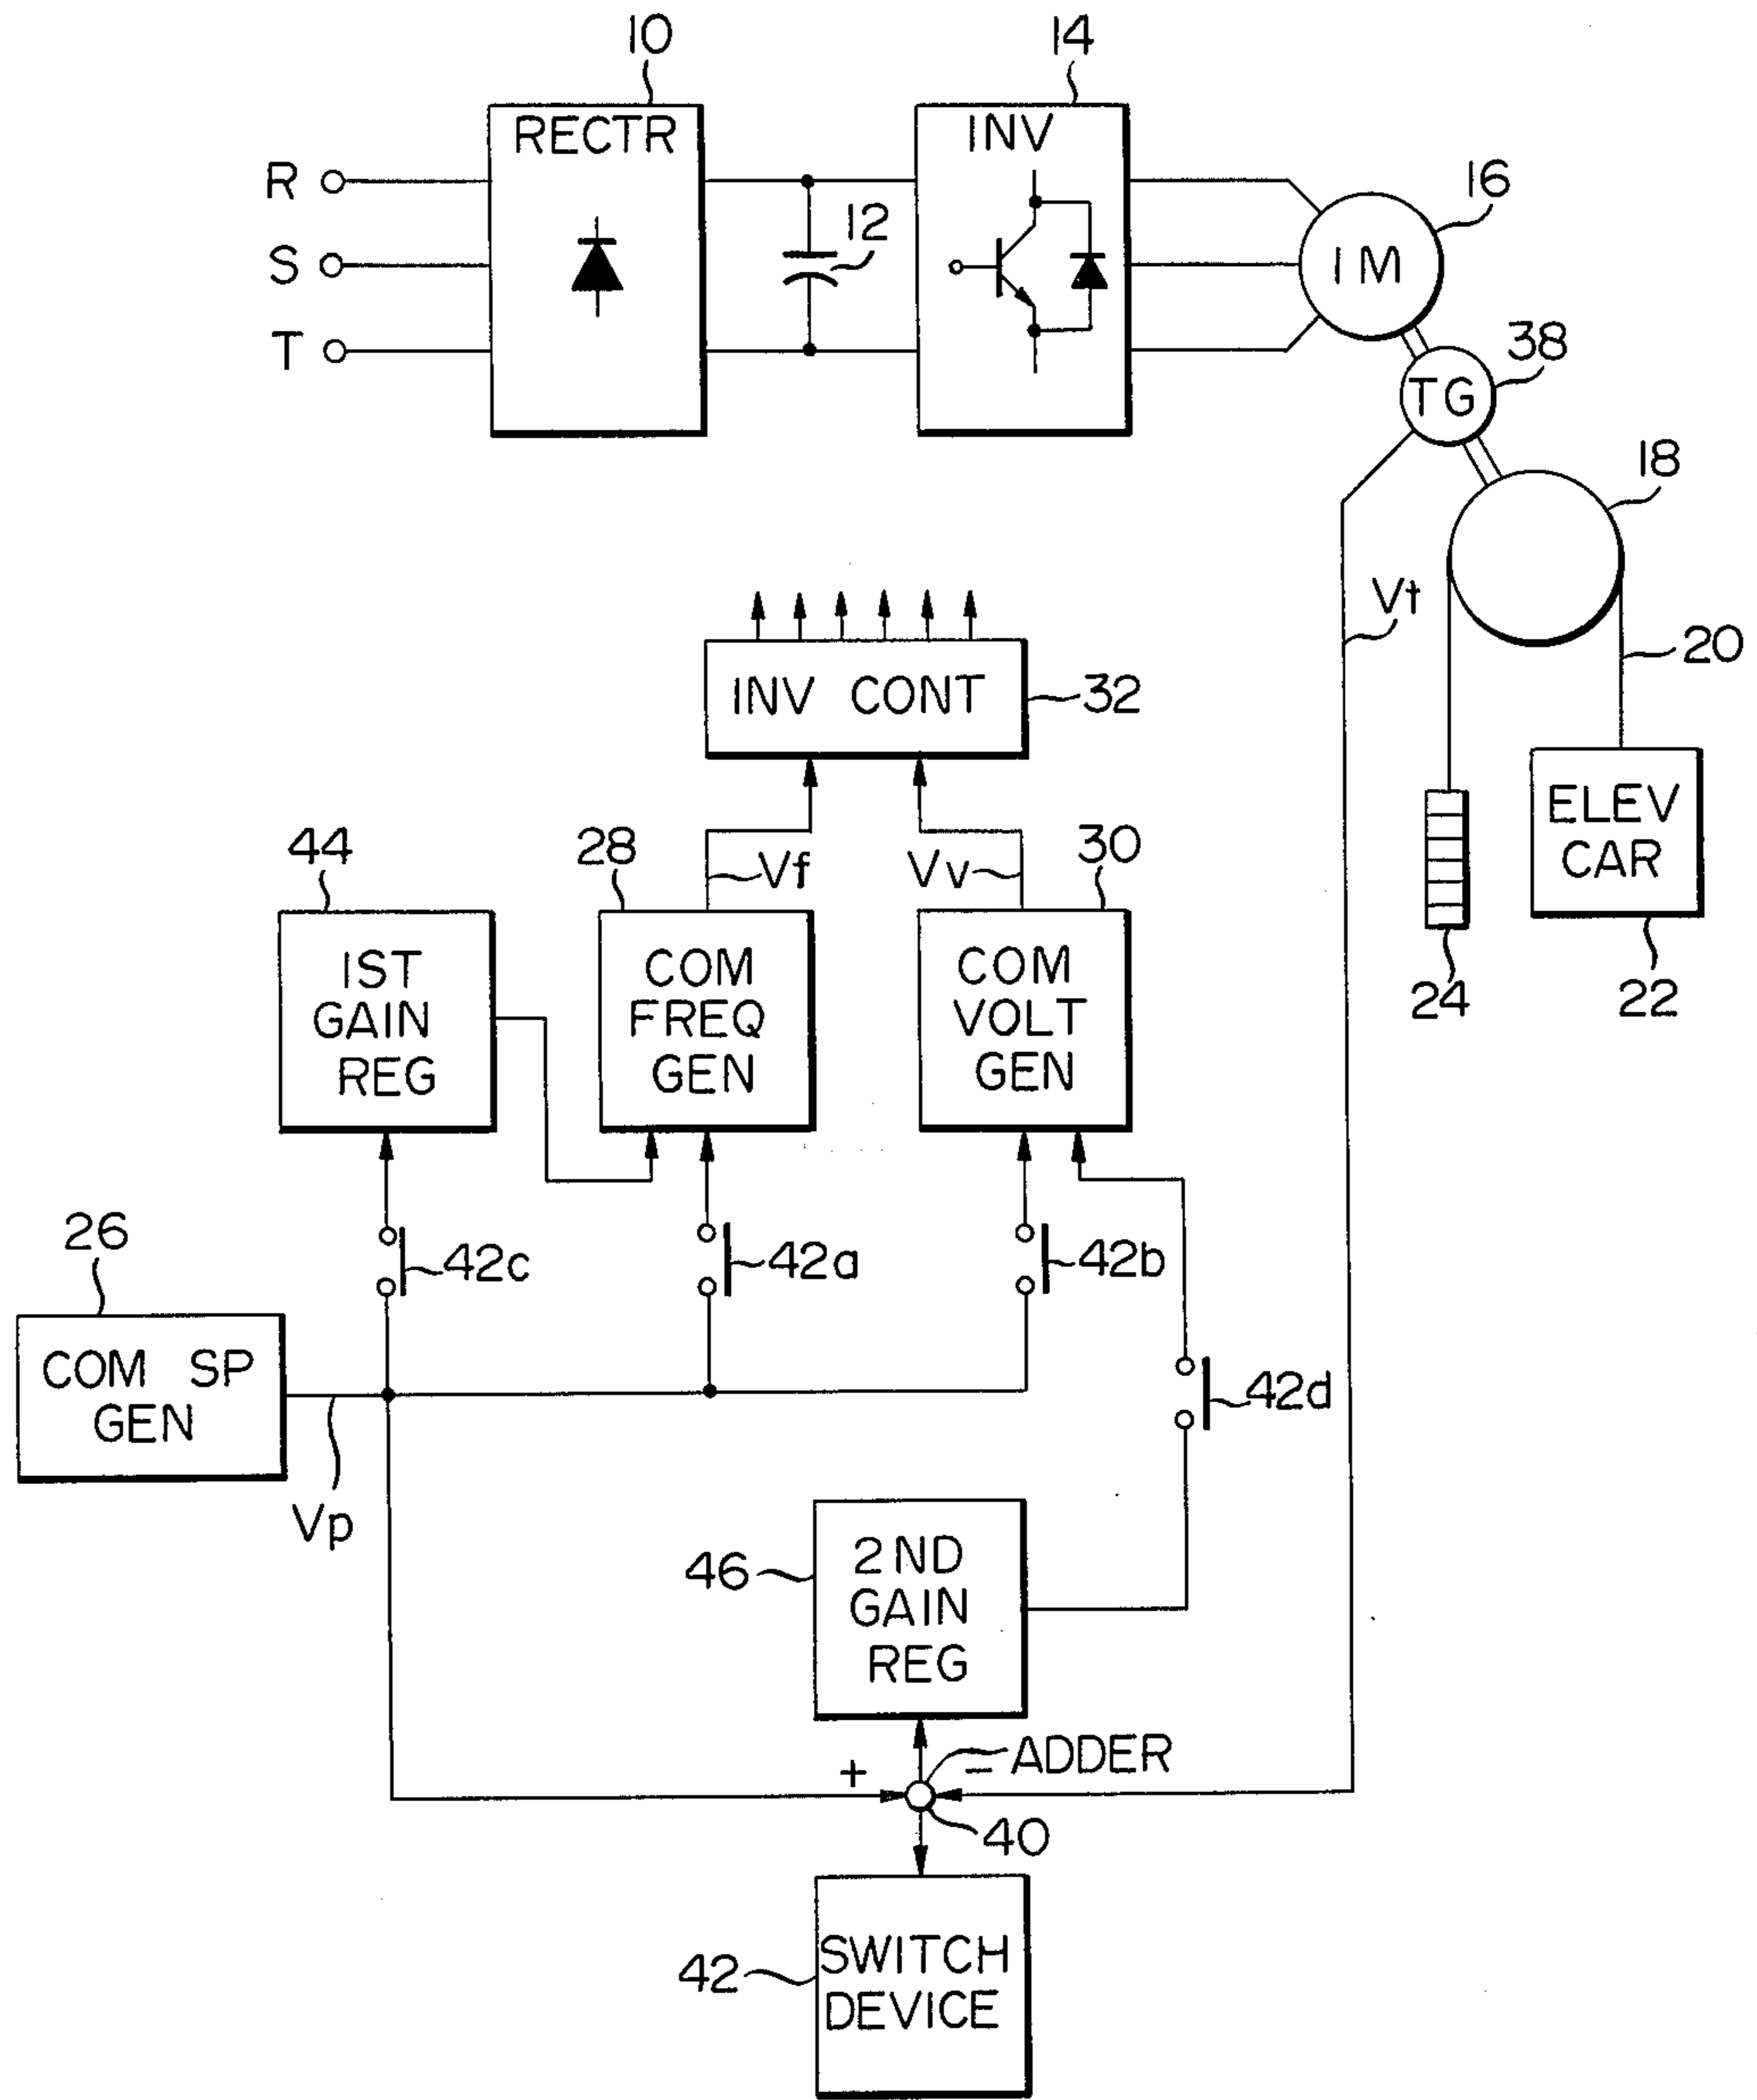 10
14
RECTR
INV
R
S
T
12
16
IM
38
TG
18
Vt
20
INV CONT
32
ELEV
CAR
24
22
44
28
Vf
Vv
30
1ST
GAIN
REG
COM
FREQ
GEN
COM
VOLT
GEN
26
42c
42a
42b
COM SP
GEN
42d
Vp
46
2ND
GAIN
REG
+
-
ADDER
40
42
SWITCH
DEVICE